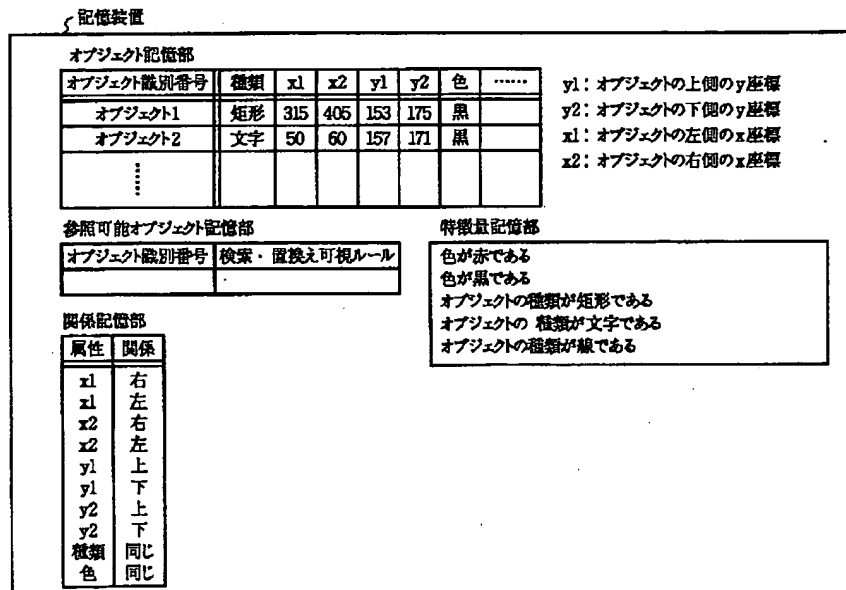 記憶装置
オブジェクト記憶部
オブジェクト識別番号 種類 x1 x2 y1 y2 色 ……
オブジェクト1 矩形 315 405 153 175 黒
オブジェクト2 文字 50 60 157 171 黒
y1：オブジェクトの上側のy座標
y2：オブジェクトの下側のy座標
x1：オブジェクトの左側のx座標
x2：オブジェクトの右側のx座標
参照可能オブジェクト記憶部
オブジェクト識別番号 検索・置換え可視ルール
特徴量記憶部
色が赤である
色が黒である
オブジェクトの種類が矩形である
オブジェクトの 種類が文字である
オブジェクトの種類が線である
関係記憶部
属性 関係
x1 右
x1 左
x2 右
x2 左
y1 上
y1 下
y2 上
y2 下
種類 同じ
色 同じ